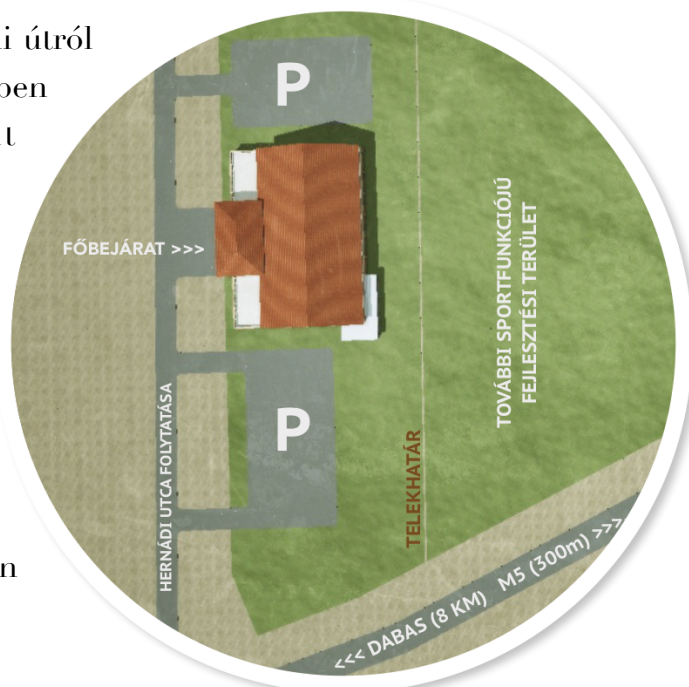 i útról
ben
t
P
FŐBEJÁRAT >>>
TOVÁBBI SPORTFUNKCIÓJÚ
FEJLESZTÉSI TERÜLET
HERNÁDI UTCA FOLYTATÁSA
P
TELEKHATÁR
n
<<< DABAS (8 KM) M5 (300m) >>>